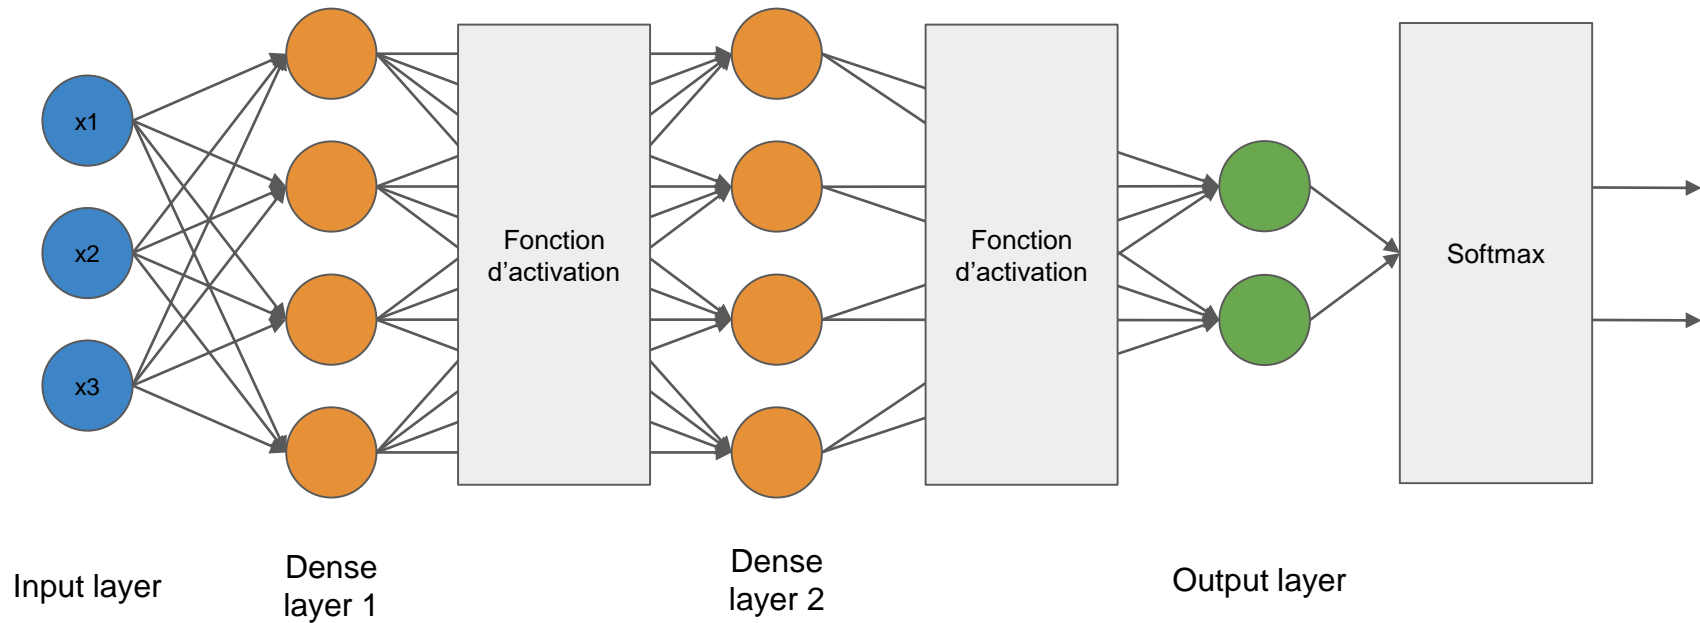 x1
x2
x3
Fonction
d’activation
Fonction
d’activation
Softmax
Input layer
Dense
layer 1
Dense
layer 2
Output layer